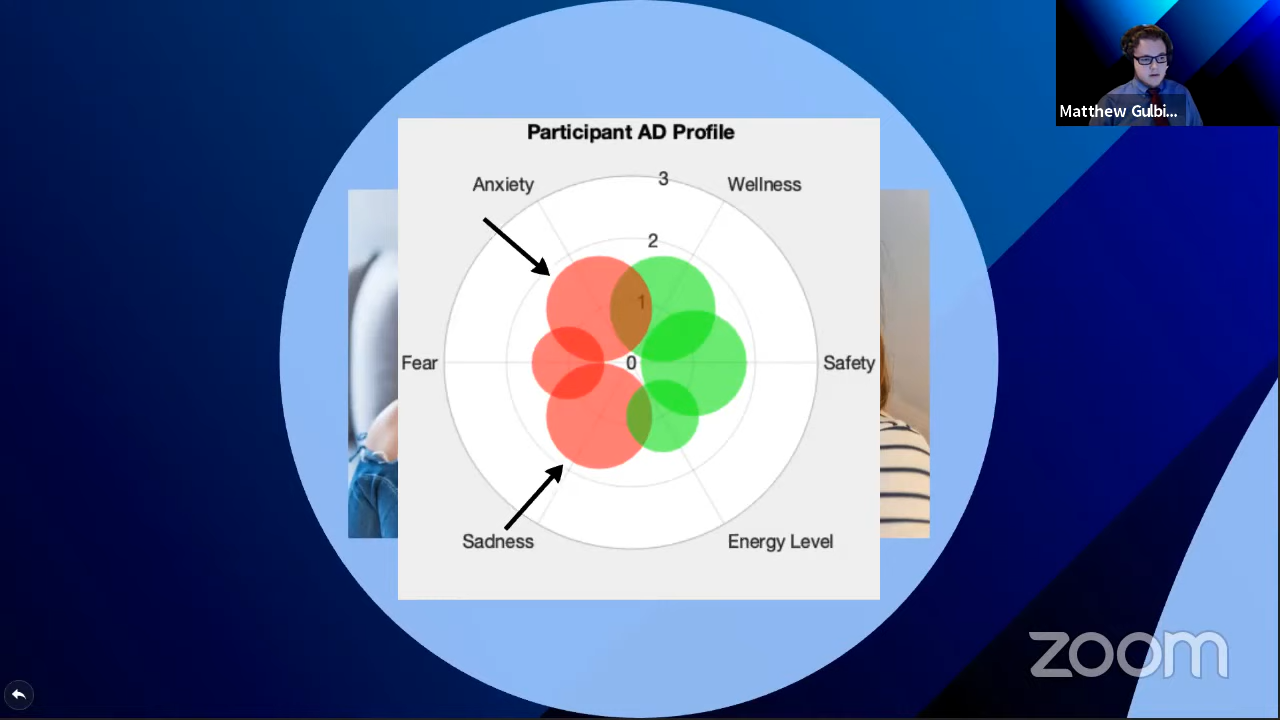 Matthew Gulbi...
Participant AD Profile
Anxiety
3
Wellness
2
1
Fear
0
Safety
Sadness
Energy Level
zoom